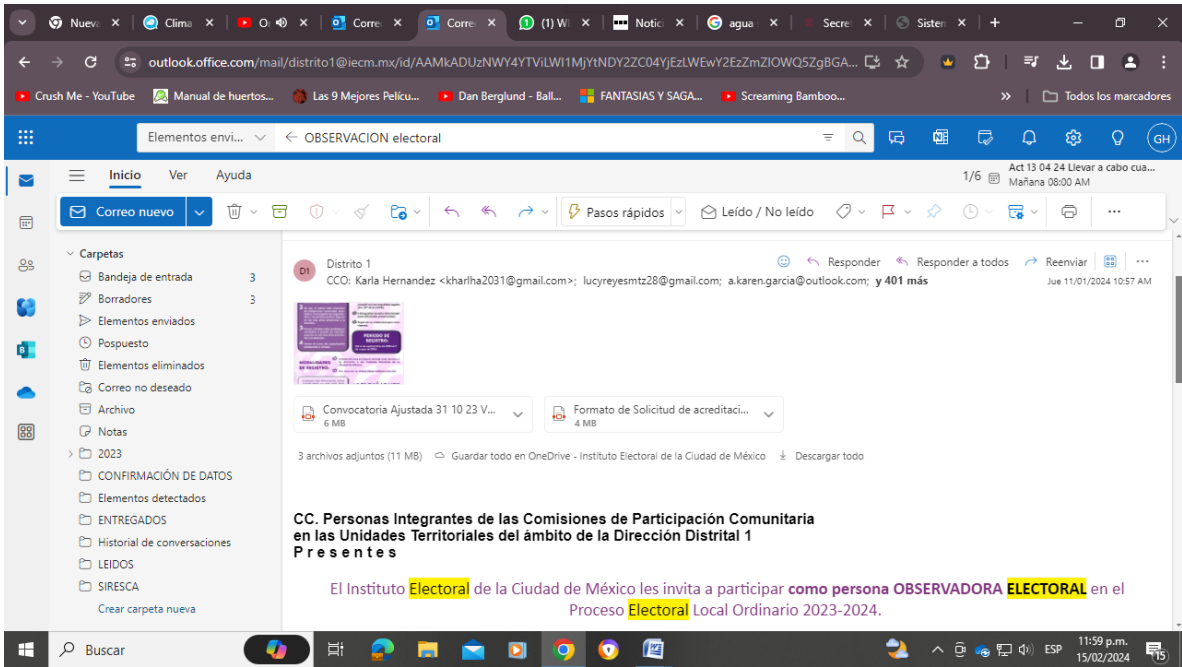 Nueva
Clima
Corre
Corre
(1) W
Notici
agua
Secre
Sisten
outlook.office.com/mail/distrito1@iecm.mx/id/AAMkADUzNWY4YTViLWI1MjYtNDY2ZC04YjEzLWEwY2EzZmZIOWQ5ZgBGA...
Crush Me - YouTube
Manual de huertos...
Las 9 Mejores Pelícu...
Dan Berglund - Ball...
FANTASIAS Y SAGA...
Screaming Bamboo...
»
Todos los marcadores
Elementos envi...
OBSERVACION electoral
GH
Inicio Ver Ayuda
1/6
Act 13 04 24 Llevar a cabo cua...
Mañana 08:00 AM
Correo nuevo
Pasos rápidos
Leído / No leído
Carpetas
Bandeja de entrada 3
Borradores 3
Elementos enviados
Pospuesto
Elementos eliminados
Correo no deseado
Archivo
Notas
2023
CONFIRMACIÓN DE DATOS
Elementos detectados
ENTREGADOS
Historial de conversaciones
LEIDOS
SIRESCA
Crear carpeta nueva
D1
Distrito 1
Responder
Responder a todos
Reenviar
CCO: Karla Hernandez <kharlha2031@gmail.com>; lucyreyesmtz28@gmail.com; a.karen.garcia@outlook.com; y 401 más
Jue 11/01/2024 10:57 AM
PERIODO DE
REGISTRO:
MODALIDADES
DE REGISTRO:
Convocatoria Ajustada 31 10 23 V...
6 MB
Formato de Solicitud de acreditaci...
4 MB
3 archivos adjuntos (11 MB)
Guardar todo en OneDrive - Instituto Electoral de la Ciudad de México
Descargar todo
CC. Personas Integrantes de las Comisiones de Participación Comunitaria
en las Unidades Territoriales del ámbito de la Dirección Distrital 1
P r e s e n t e s
El Instituto Electoral de la Ciudad de México les invita a participar como persona OBSERVADORA ELECTORAL en el
Proceso Electoral Local Ordinario 2023-2024.
Buscar
ESP
11:59 p.m.
15/02/2024
15